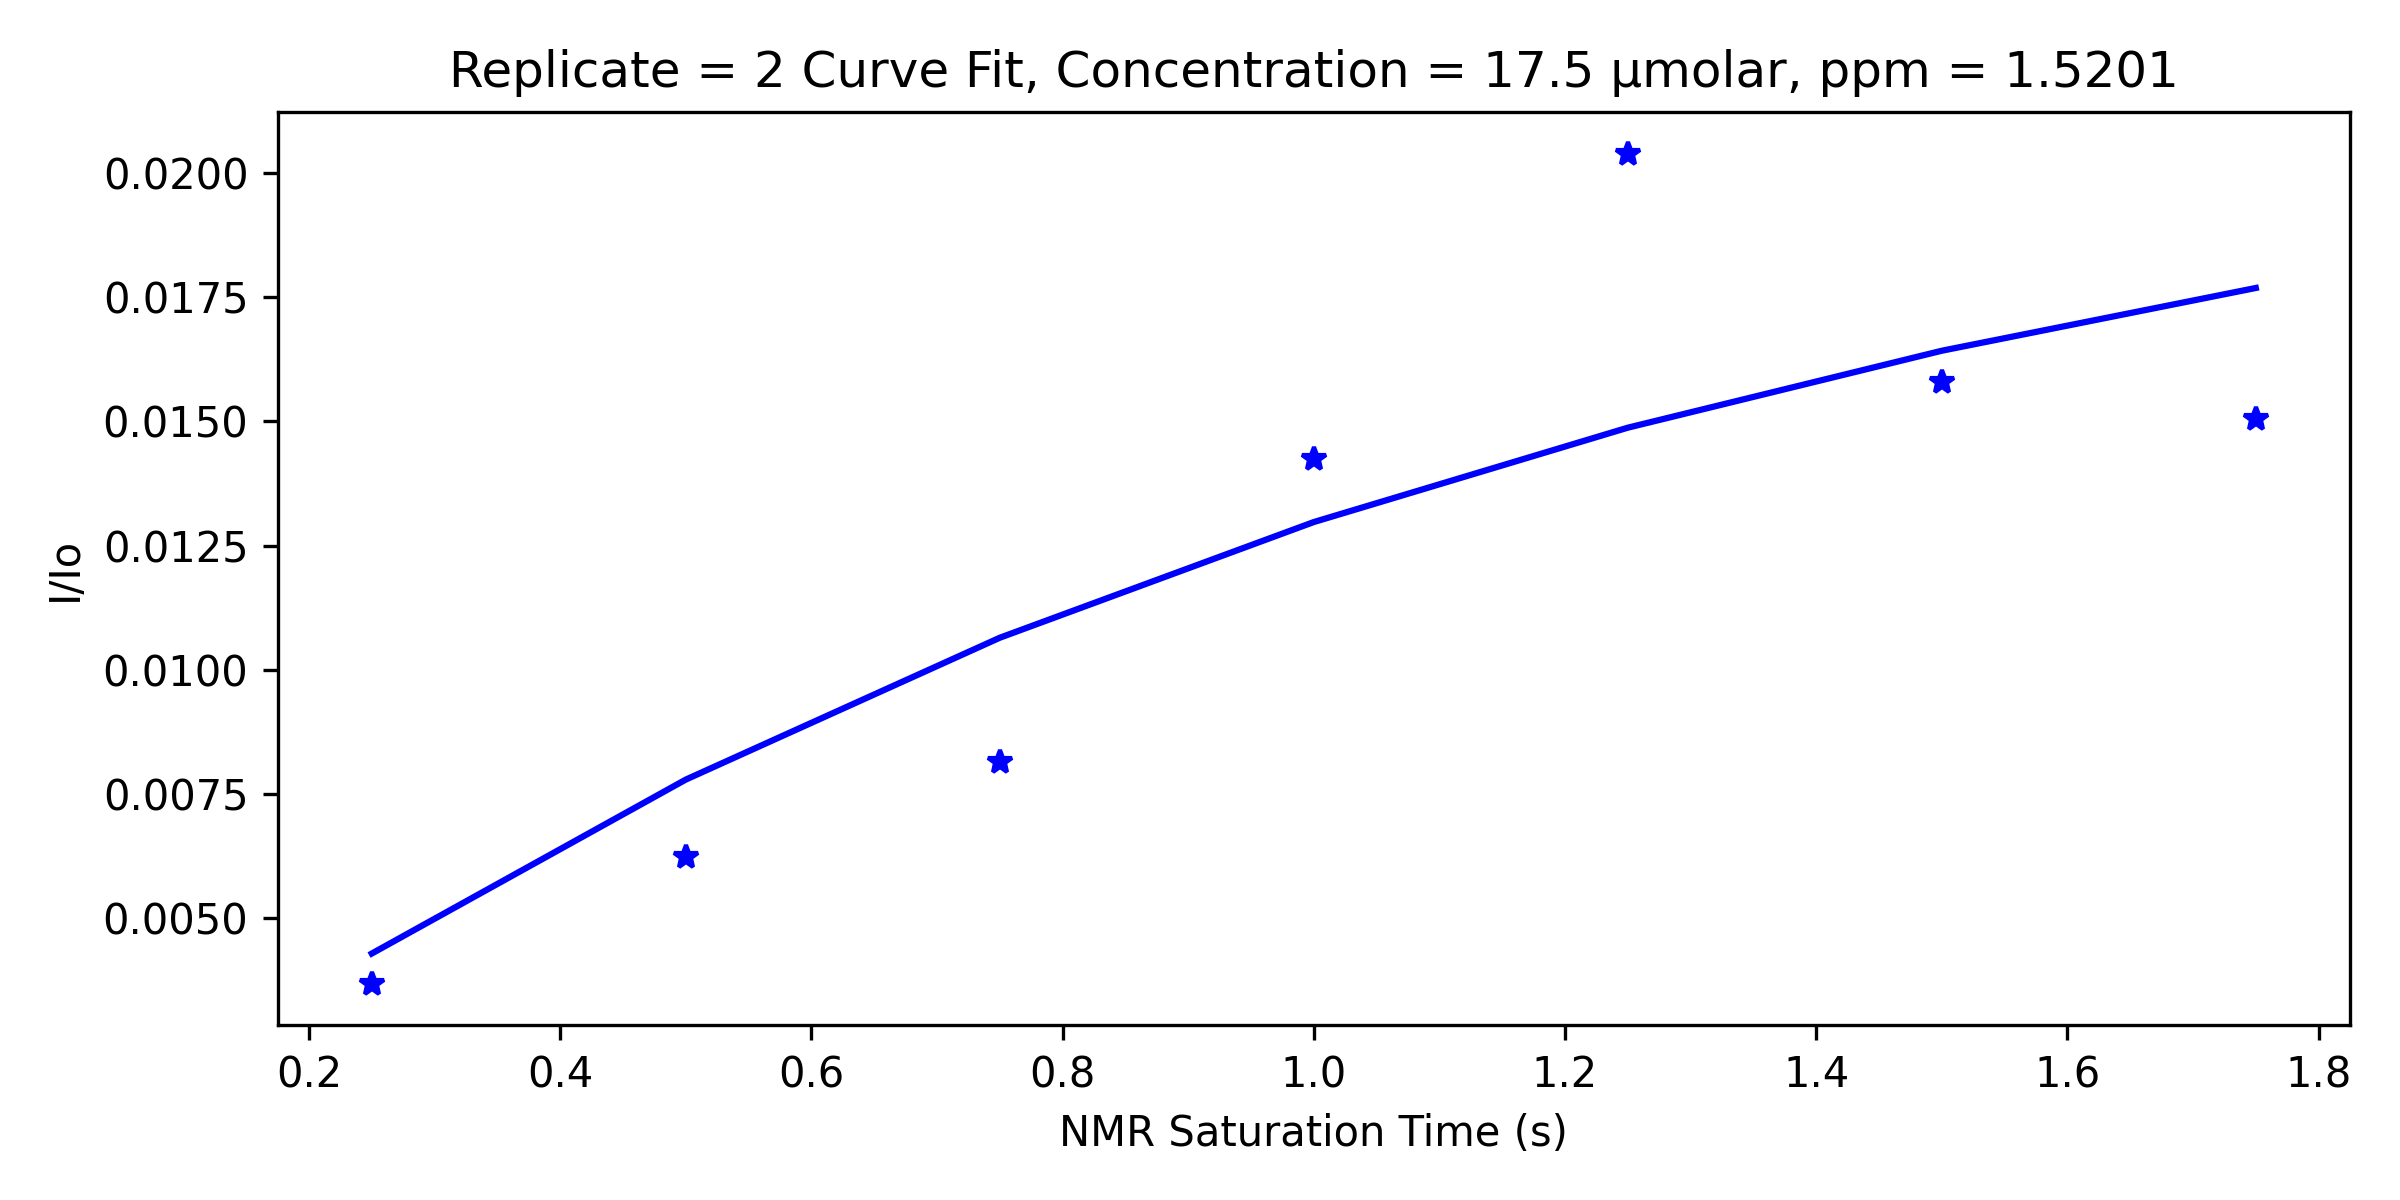 Replicate = 2 Curve Fit, Concentration = 17.5 μmolar, ppm = 1.5201
0.0200
0.0175
0.0150
0.0125
0.0100
0.0075
0.0050
I/Io
0.2 0.4 0.6 0.8 1.0 1.2 1.4 1.6 1.8
NMR Saturation Time (s)